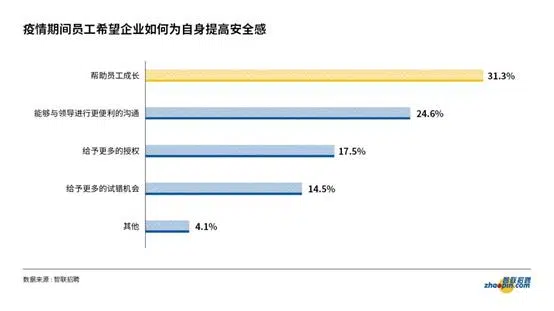 疫情期间员工希望企业如何为自身提高安全感
帮助员工成长 31.3%
能够与领导进行更便利的沟通 24.6%
给予更多的授权 17.5%
给予更多的试错机会 14.5%
其他 4.1%
数据来源：智联招聘
智联招聘
zhaopin.com